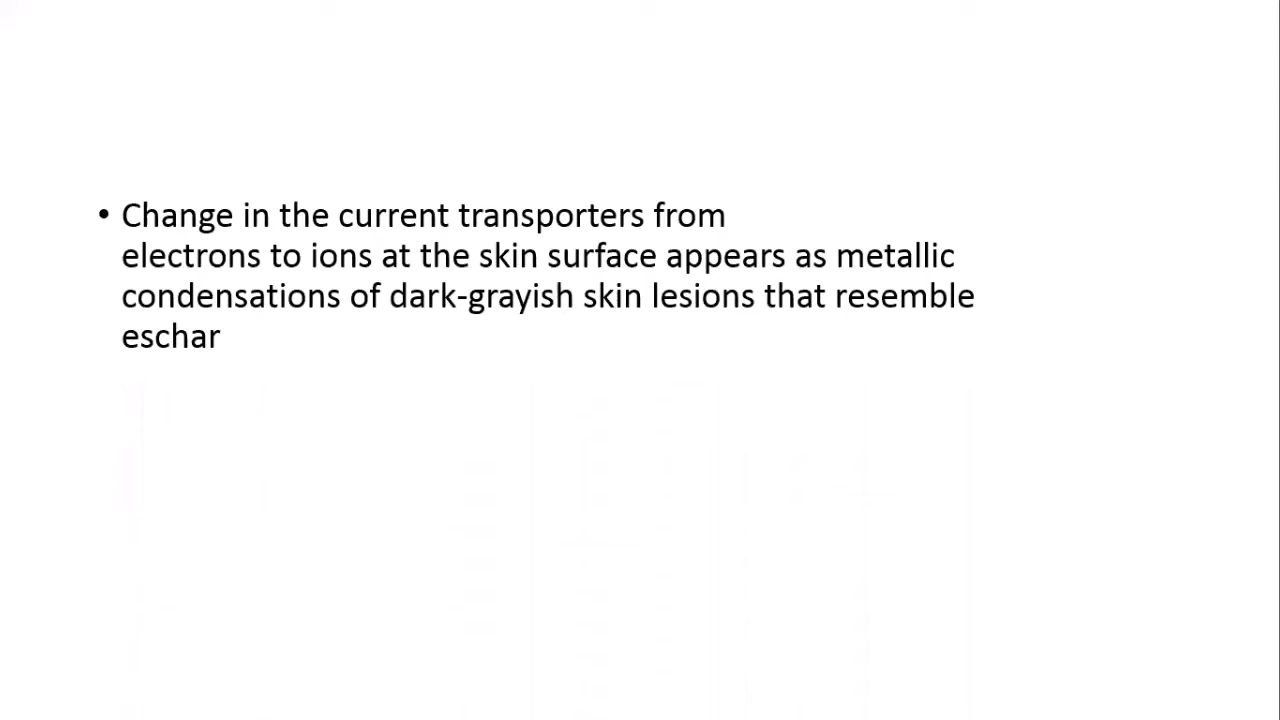 • Change in the current transporters from
electrons to ions at the skin surface appears as metallic
condensations of dark-grayish skin lesions that resemble
eschar